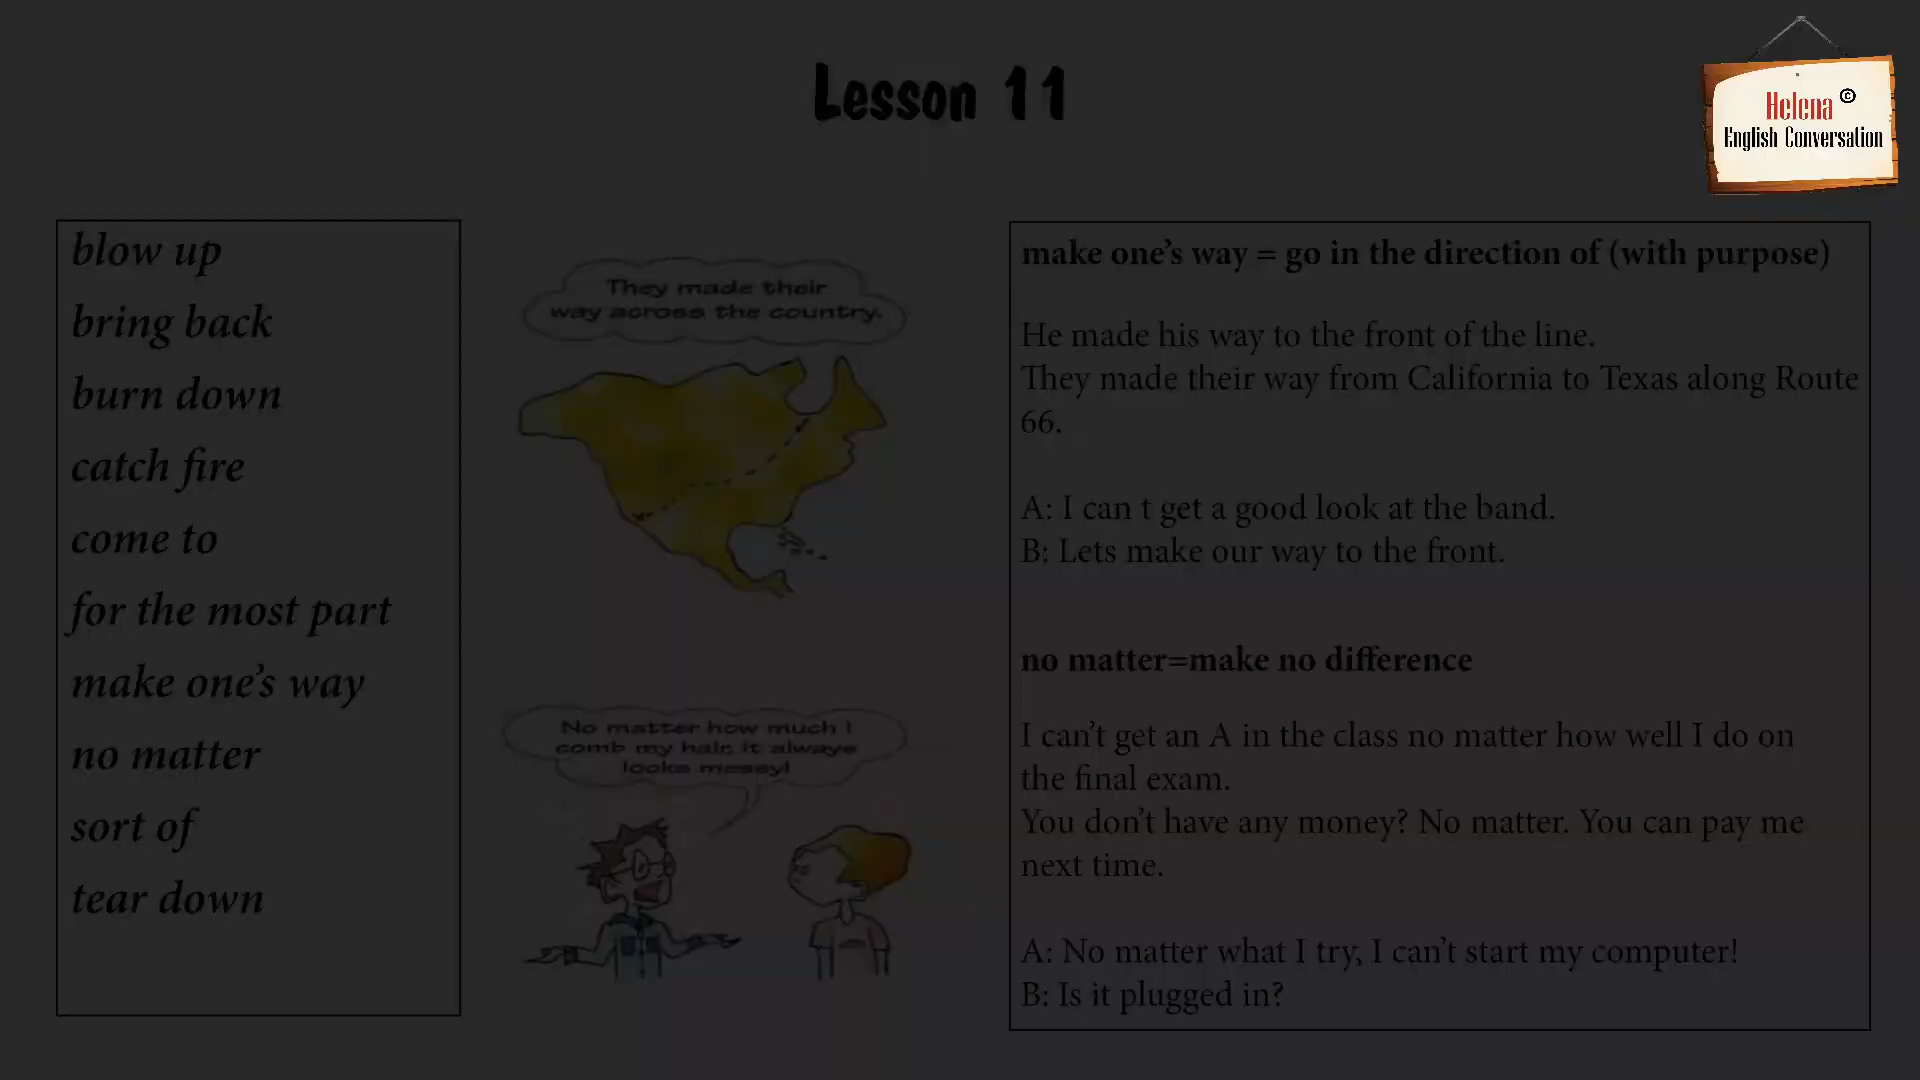 Lesson 11
Helena ©
English Conversation
blow up
bring back
burn down
catch fire
come to
for the most part
make one’s way
no matter
sort of
tear down
They made their
way across the country.
No matter how much I
comb my hair, it always
looks messy!
make one’s way = go in the direction of (with purpose)
He made his way to the front of the line.
They made their way from California to Texas along Route
66.
A: I can t get a good look at the band.
B: Lets make our way to the front.
no matter=make no difference
I can’t get an A in the class no matter how well I do on
the final exam.
You don’t have any money? No matter. You can pay me
next time.
A: No matter what I try, I can’t start my computer!
B: Is it plugged in?